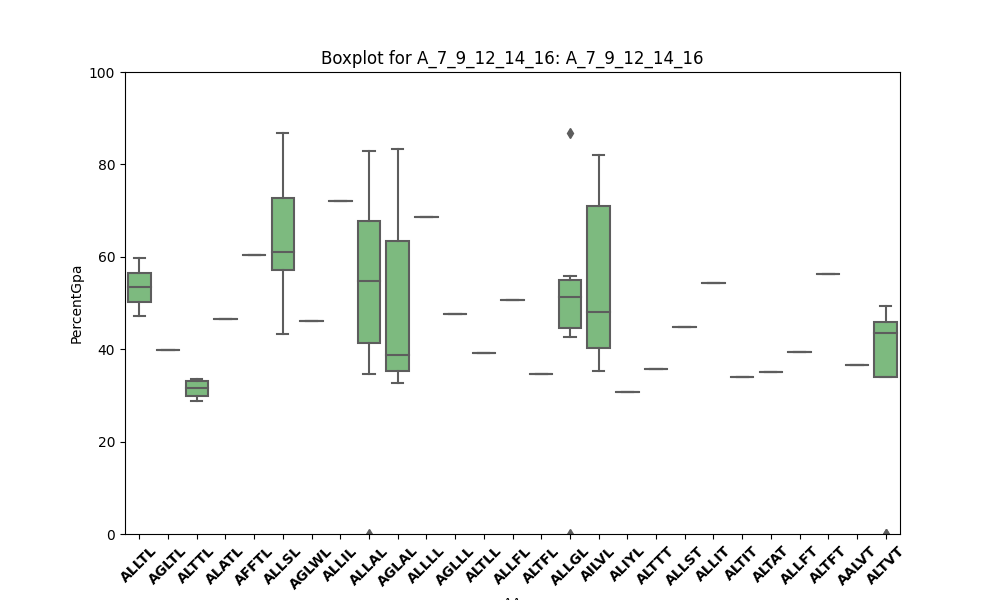 Boxplot for A_7_9_12_14_16: A_7_9_12_14_16
PercentGpa
100
80
60
40
20
0
ALLTL
AGLTL
ALTTL
ALATL
AFFTL
ALLSL
AGLWL
ALLIL
ALLAL
AGLAL
ALLLL
AGLLL
ALTLL
ALLFL
ALTFL
ALLGL
AILVL
ALIYL
ALTTT
ALLST
ALLIT
ALTIT
ALTAT
ALLFT
ALTFT
AALVT
ALTVT